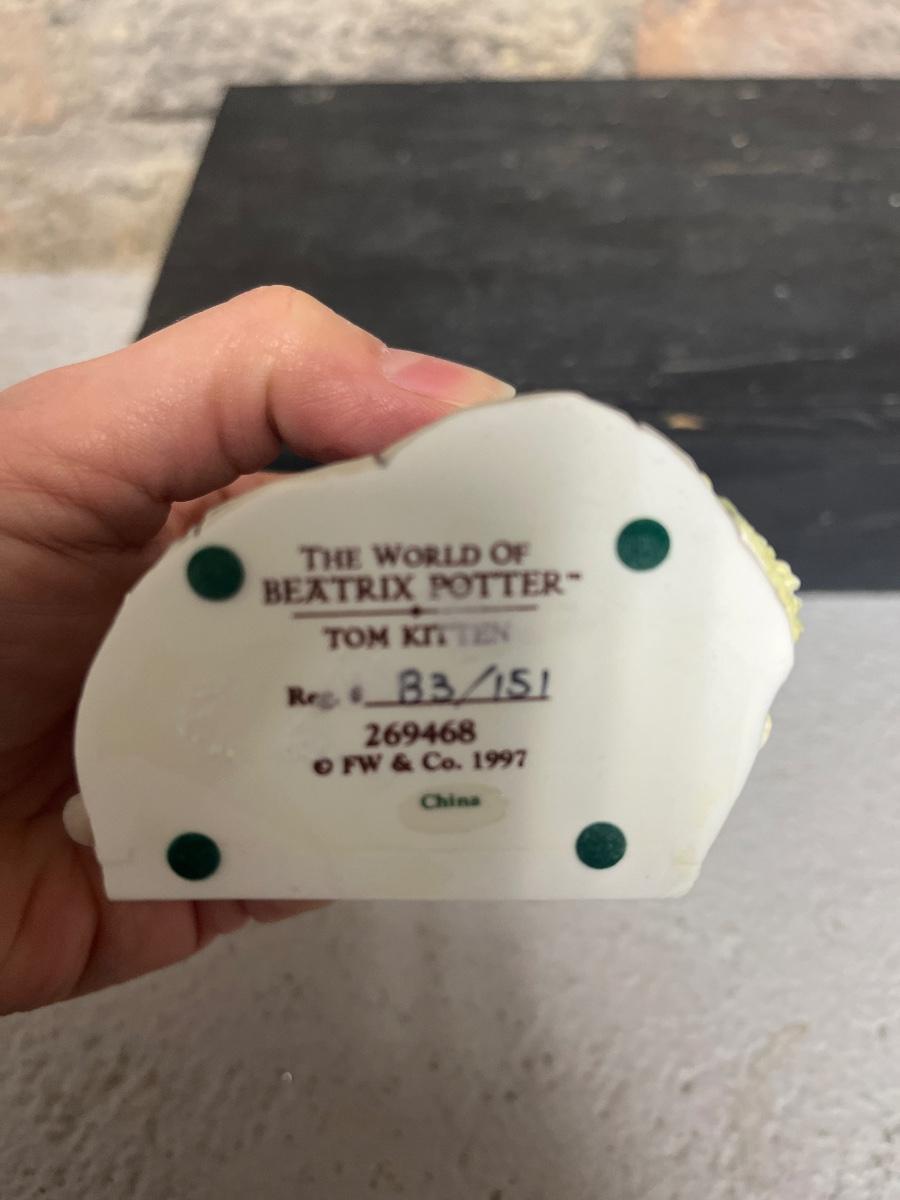 THE WORLD OF
BEATRIX POTTER™
TOM KITTEN
Reg. # B3/151
269468
© FW & Co. 1997
China